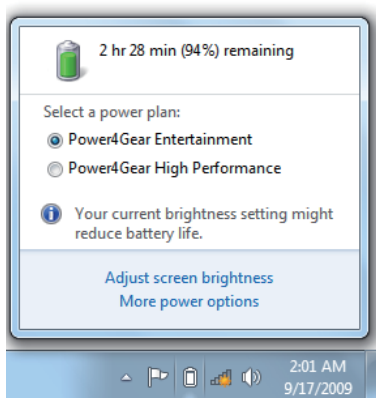 2 hr 28 min (94%) remaining
Select a power plan:
Power4Gear Entertainment
Power4Gear High Performance
Your current brightness setting might
reduce battery life.
Adjust screen brightness
More power options
2:01 AM
9/17/2009